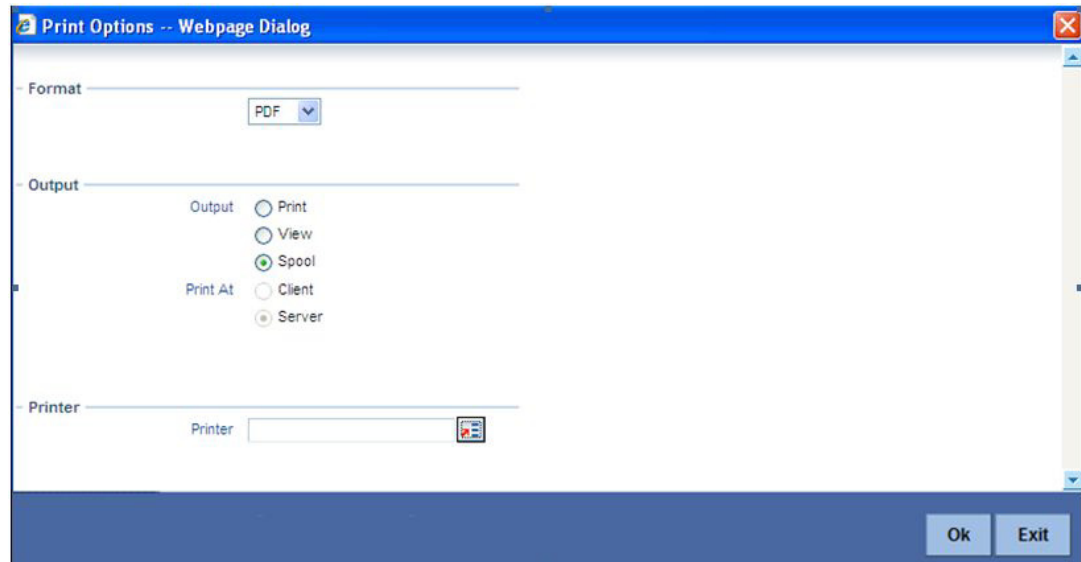 Print Options -- Webpage Dialog
Format
PDF
Output
Output Print
View
Spool
Print At Client
Server
Printer
Printer
Ok Exit